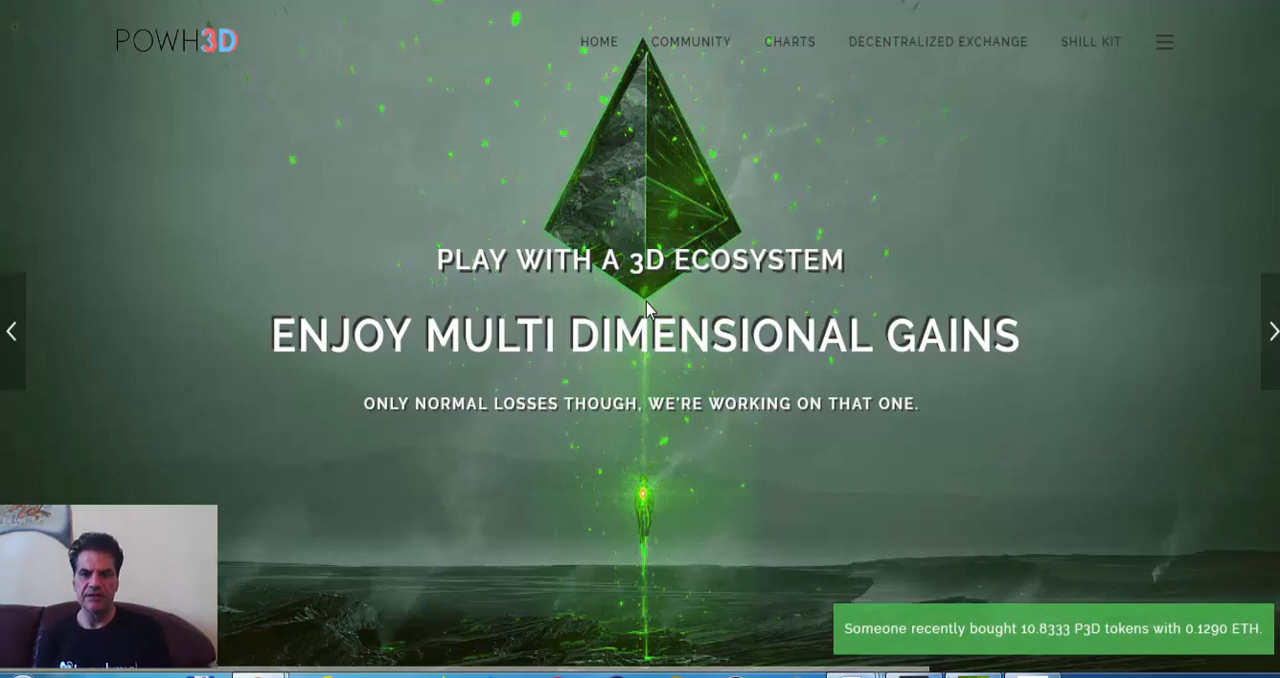 POWH3D
HOME COMMUNITY CHARTS DECENTRALIZED EXCHANGE SHILL KIT
PLAY WITH A 3D ECOSYSTEM
ENJOY MULTI DIMENSIONAL GAINS
ONLY NORMAL LOSSES THOUGH, WE'RE WORKING ON THAT ONE.
Someone recently bought 10.8333 P3D tokens with 0.1290 ETH.